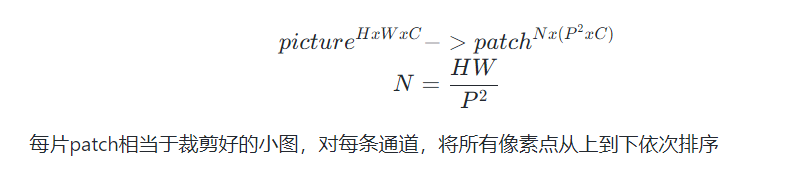 picture^{HxWxC} -> patch^{Nx(P^2xC)}
N = \frac{HW}{P^2}
每片patch相当于裁剪好的小图，对每条通道，将所有像素点从上到下依次排序